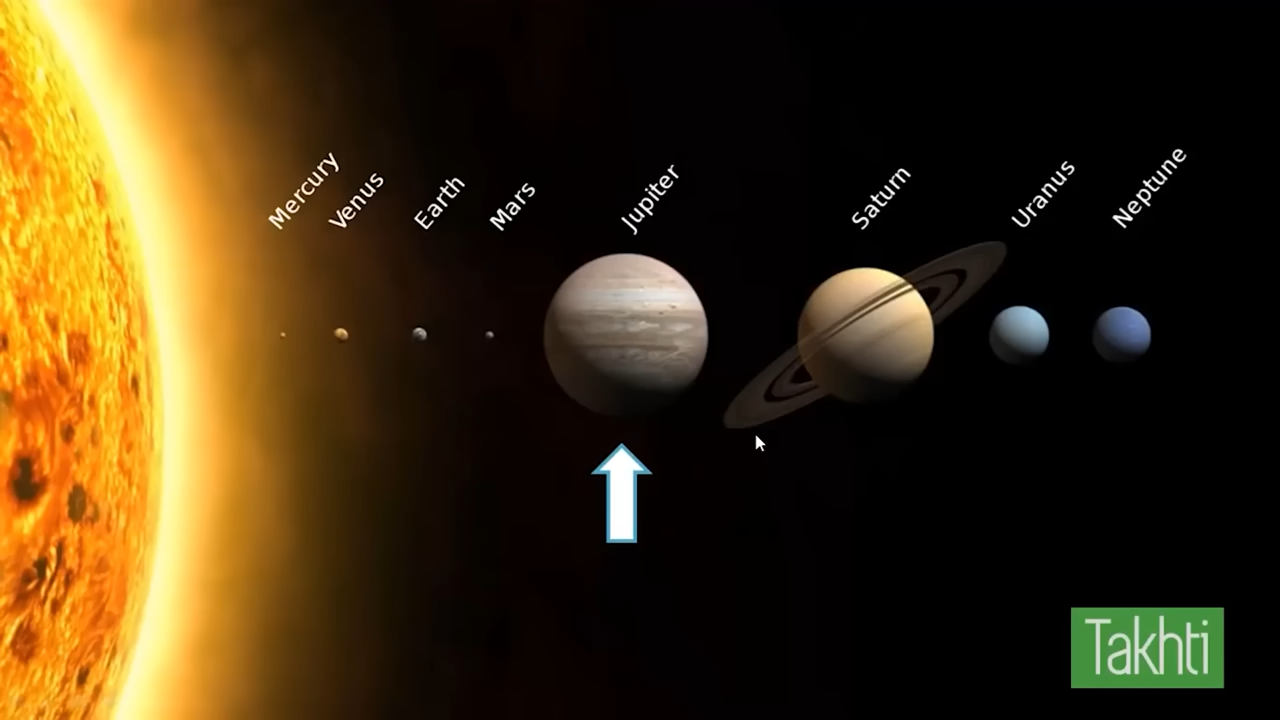 Mercury
Venus
Earth
Mars
Jupiter
Saturn
Uranus
Neptune
Takhti